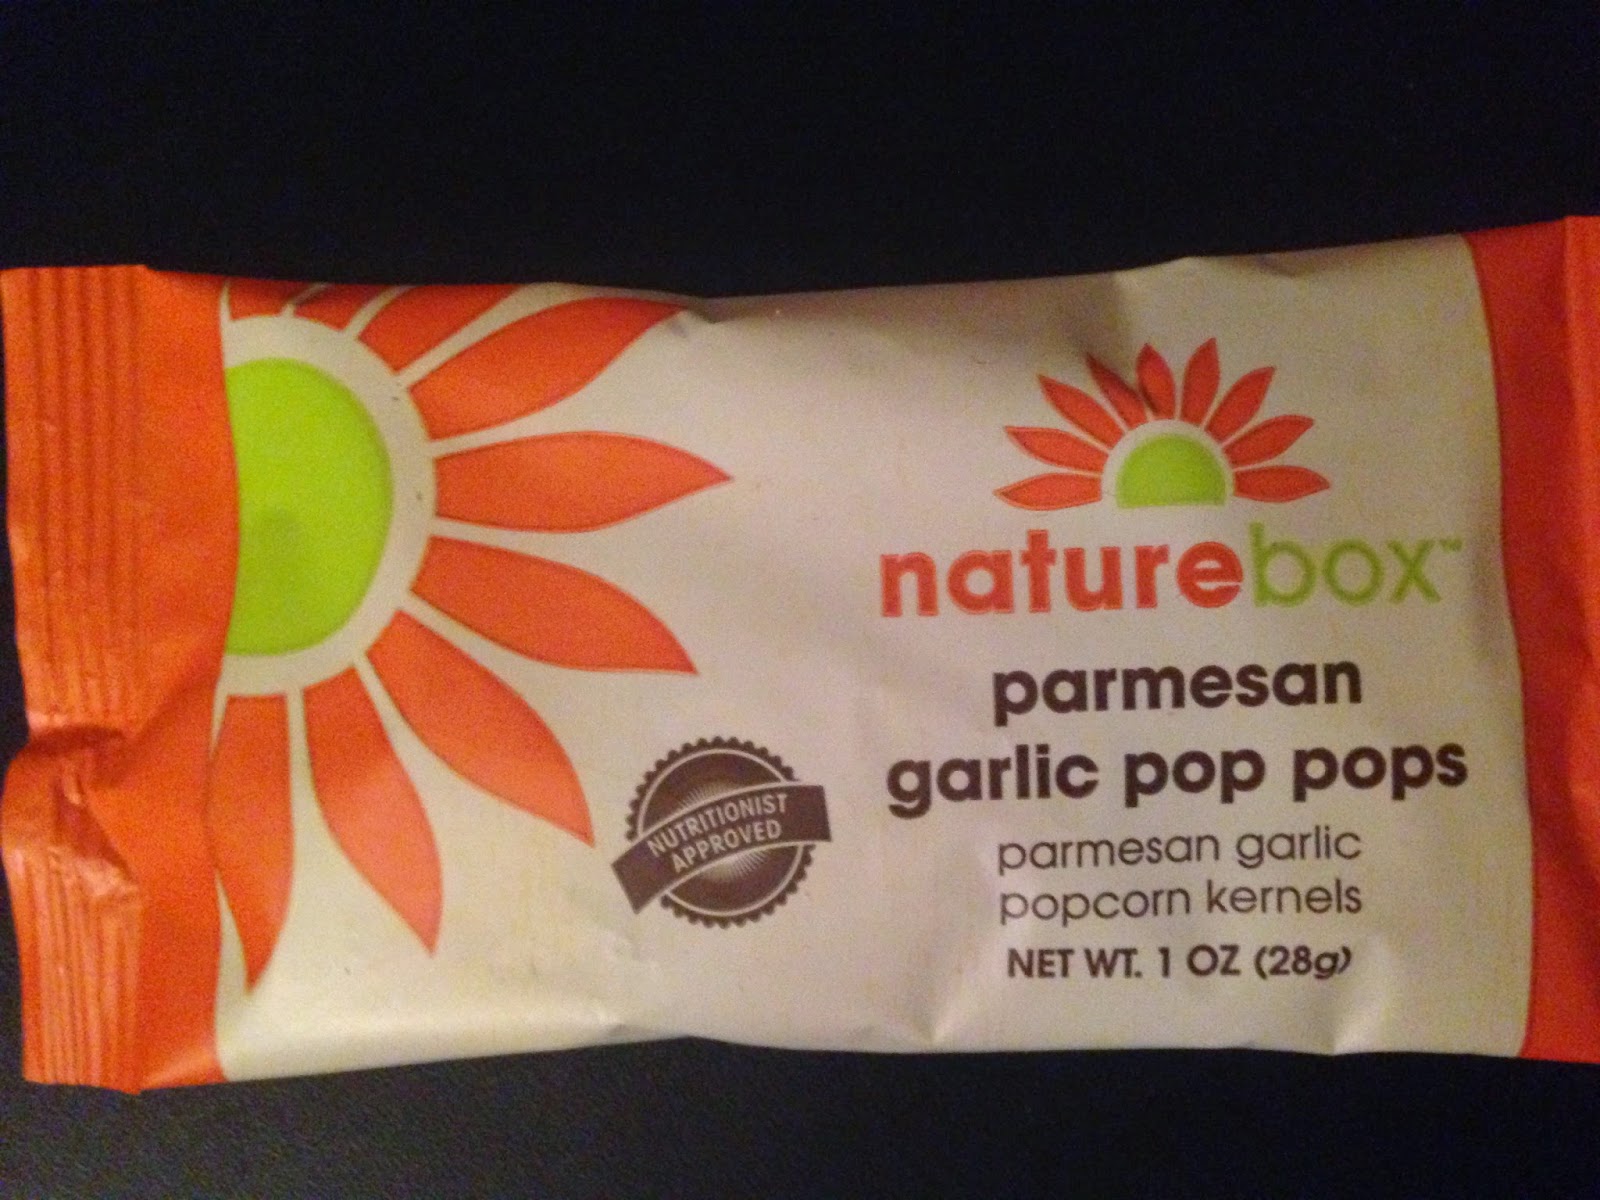 naturebox™
parmesan
garlic pop pops
parmesan garlic
popcorn kernels
NET WT. 1 OZ (28g)
NUTRITIONIST
APPROVED